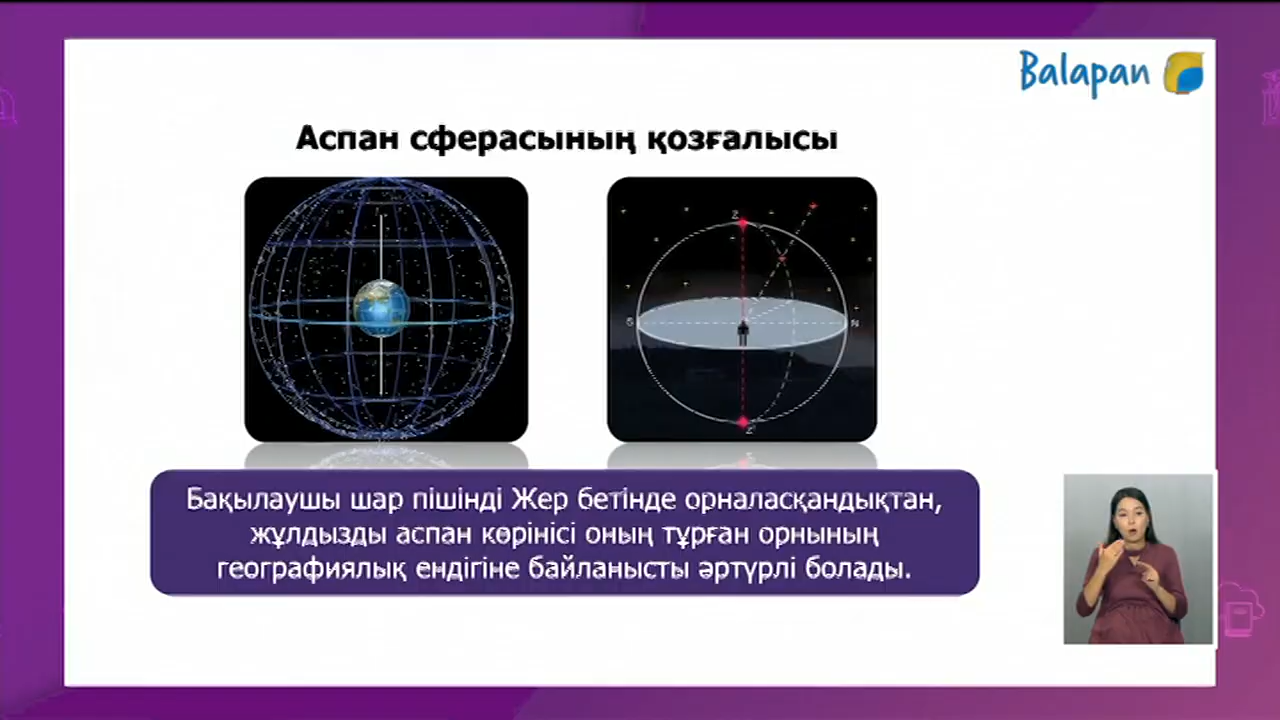 Balapan
Аспан сферасының қозғалысы
Z
S
N
Z'
Бақылаушы шар пішінді Жер бетінде орналасқандықтан,
жұлдызды аспан көрінісі оның тұрған орнының
географиялық ендігіне байланысты әртүрлі болады.